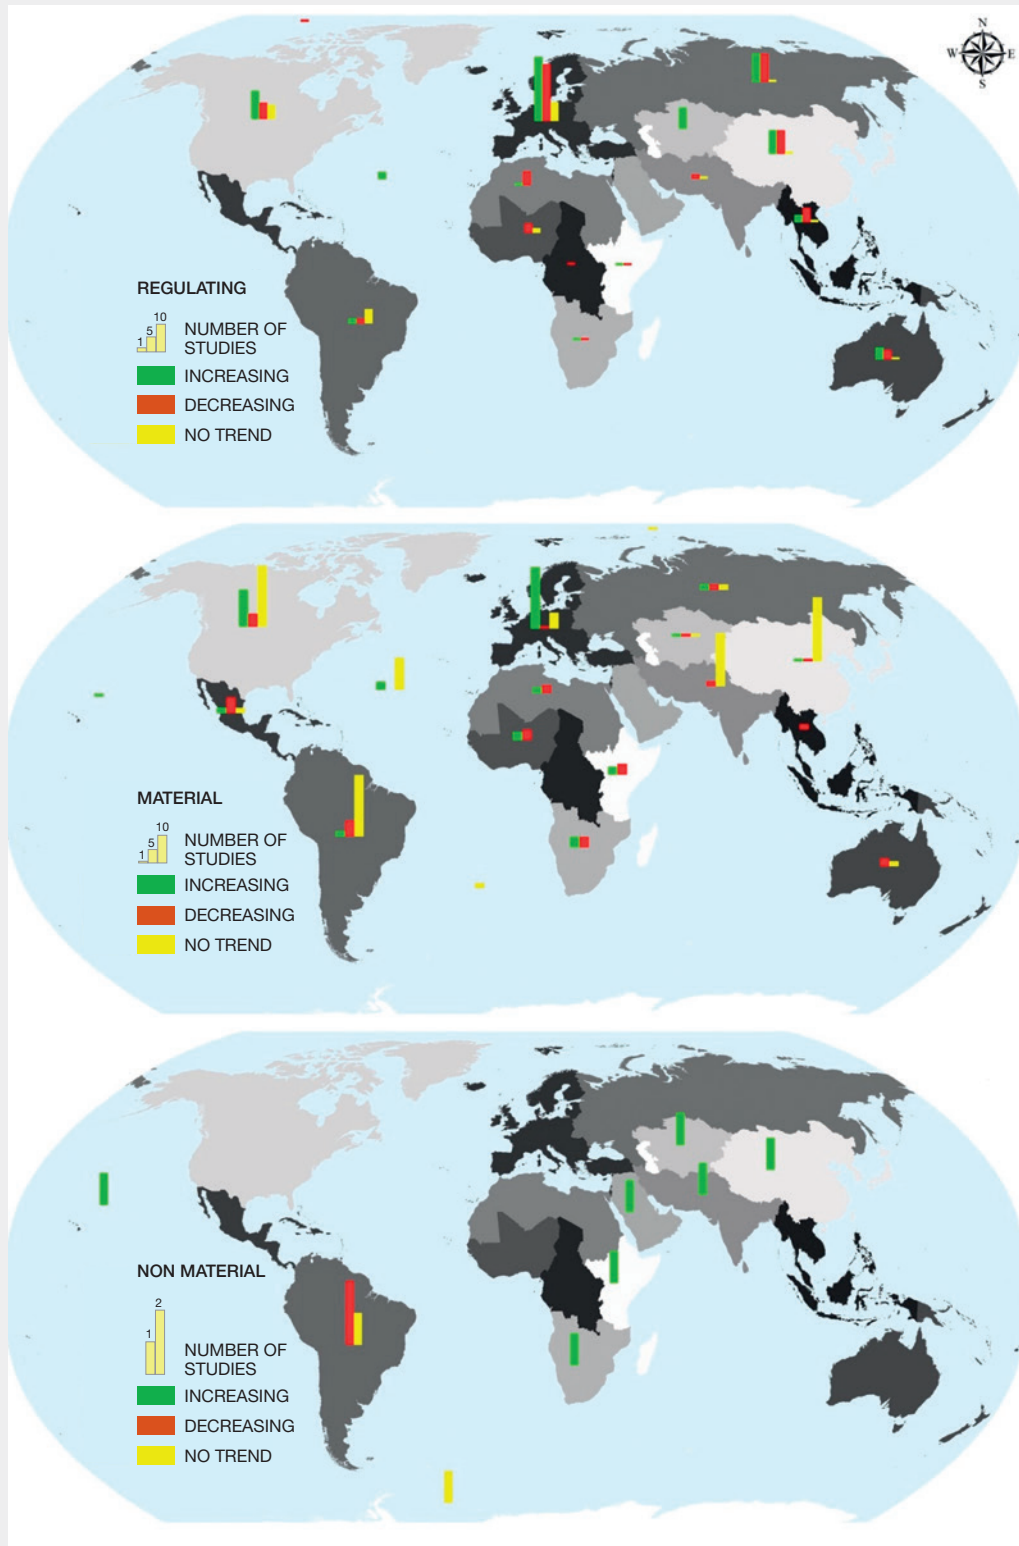 N
W E
S
REGULATING
1 5 10
NUMBER OF
STUDIES
INCREASING
DECREASING
NO TREND
MATERIAL
1 5 10
NUMBER OF
STUDIES
INCREASING
DECREASING
NO TREND
NON MATERIAL
1 2
NUMBER OF
STUDIES
INCREASING
DECREASING
NO TREND